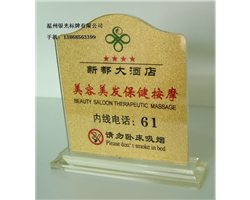 温州银杰标牌有限公司
手机：13868563399
新都大酒店
美容美发保健按摩
BEAUTY SALOON THERAPEUTIC MASSAGE
内线电话：61
请勿卧床吸烟
Please don't smoke in bed